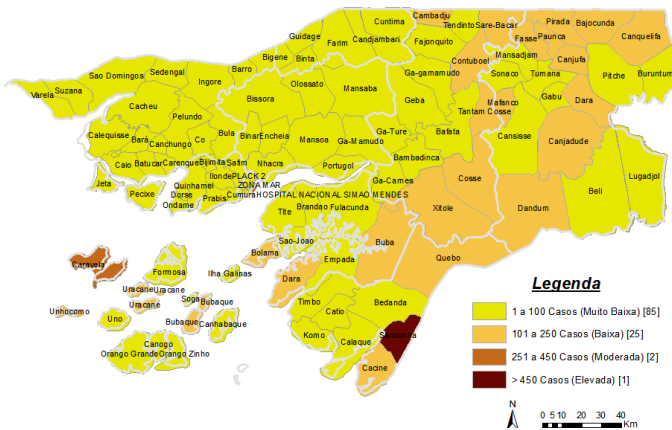 Cambadju
Cuntima
Tendinto Sare-Bacar
Pirada
Bajocunda
Guidage
Farim
Candjambari
Fajonquito
Fasse
Paunca
Canquelifa
Bigene
Binta
Mansadjam
Canjufa
Barro
Contuboel
Sao Domingos
Sedengal
Ingore
Olossato
Mansaba
Ga-gamamudo
Sonaco
Tumana
Pitche
Buruntuma
Varela
Suzana
Bissora
Geba
Mafanco
Gabu
Dara
Cacheu
Pelundo
Tantam Cosse
Calequisse
Bará
Canchungo
Co
Bula
Binar
Encheia
Mansoa
Ga-Mamudo
Ga-Ture
Bafata
Cansisse
Canjadude
Caio
Batucar
Carenque
Bijimita
Safim
Nhacra
Portugol
Bambadinca
Ilonde
PLACK 2
Jeta
Pecixe
Quinhamel
Dorse
Ondame
Prabis
ZONA MAR
Cumura
HOSPITAL NACIONAL SIMAO MENDES
Ga-Cames
Cosse
Beli
Lugadjol
Tite
Brandao
Fulacunda
Xitole
Dandum
Sao-Joao
Buba
Quebo
Caravela
Formosa
Ilha Galinas
Bolama
Empada
Dara
Uracane
Uracane
Unhocomo
Uracane
Soga
Bubaque
Timbo
Bedanda
Uno
Bubaque
Canhabaque
Catio
Komo
Calaque
Canogo
Orango Grande
Orango Zinho
Cacine
Legenda
1 a 100 Casos (Muito Baixa) [85]
101 a 250 Casos (Baixa) [25]
251 a 450 Casos (Moderada) [2]
> 450 Casos (Elevada) [1]
N
0 5 10 20 30 40
Km